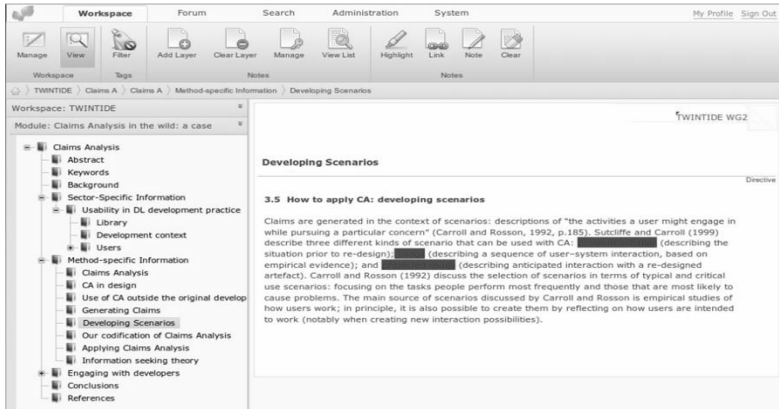 Workspace Forum Search Administration System My Profile Sign Out
Manage View Filter Add Layer Clear Layer Manage View List Highlight Link Note Clear
Workspace Tags Notes Notes
TWINTIDE Claims A Claims A Method-specific Information Developing Scenarios
Workspace: TWINTIDE
Module: Claims Analysis in the wild: a case
Claims Analysis
Abstract
Keywords
Background
Sector-Specific Information
Usability in DL development practice
Library
Development context
Users
Method-specific Information
Claims Analysis
CA in design
Use of CA outside the original develop
Generating Claims
Developing Scenarios
Our codification of Claims Analysis
Applying Claims Analysis
Information seeking theory
Engaging with developers
Conclusions
References
TWINTIDE WG2
Developing Scenarios
Directive
3.5 How to apply CA: developing scenarios
Claims are generated in the context of scenarios: descriptions of "the activities a user might engage in
while pursuing a particular concern" (Carroll and Rosson, 1992, p.185). Sutcliffe and Carroll (1999)
describe three different kinds of scenario that can be used with CA: (describing the
situation prior to re-design); (describing a sequence of user-system interaction, based on
empirical evidence); and (describing anticipated interaction with a re-designed
artefact). Carroll and Rosson (1992) discuss the selection of scenarios in terms of typical and critical
use scenarios: focusing on the tasks people perform most frequently and those that are most likely to
cause problems. The main source of scenarios discussed by Carroll and Rosson is empirical studies of
how users work; in principle, it is also possible to create them by reflecting on how users are intended
to work (notably when creating new interaction possibilities).